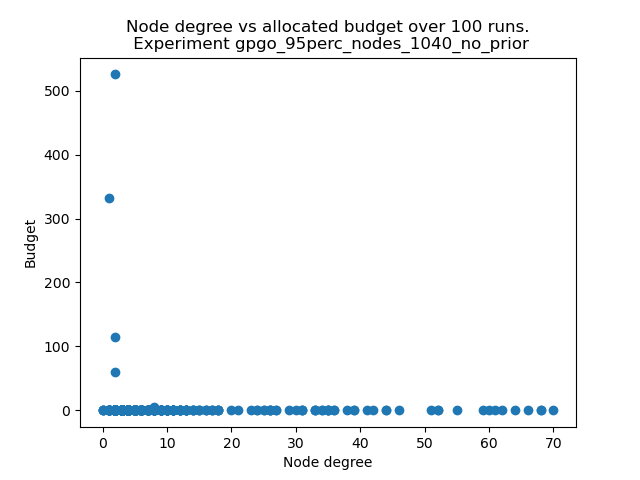 Node degree vs allocated budget over 100 runs.
Experiment gpgo_95perc_nodes_1040_no_prior
500
400
300
200
100
0
Budget
0 10 20 30 40 50 60 70
Node degree